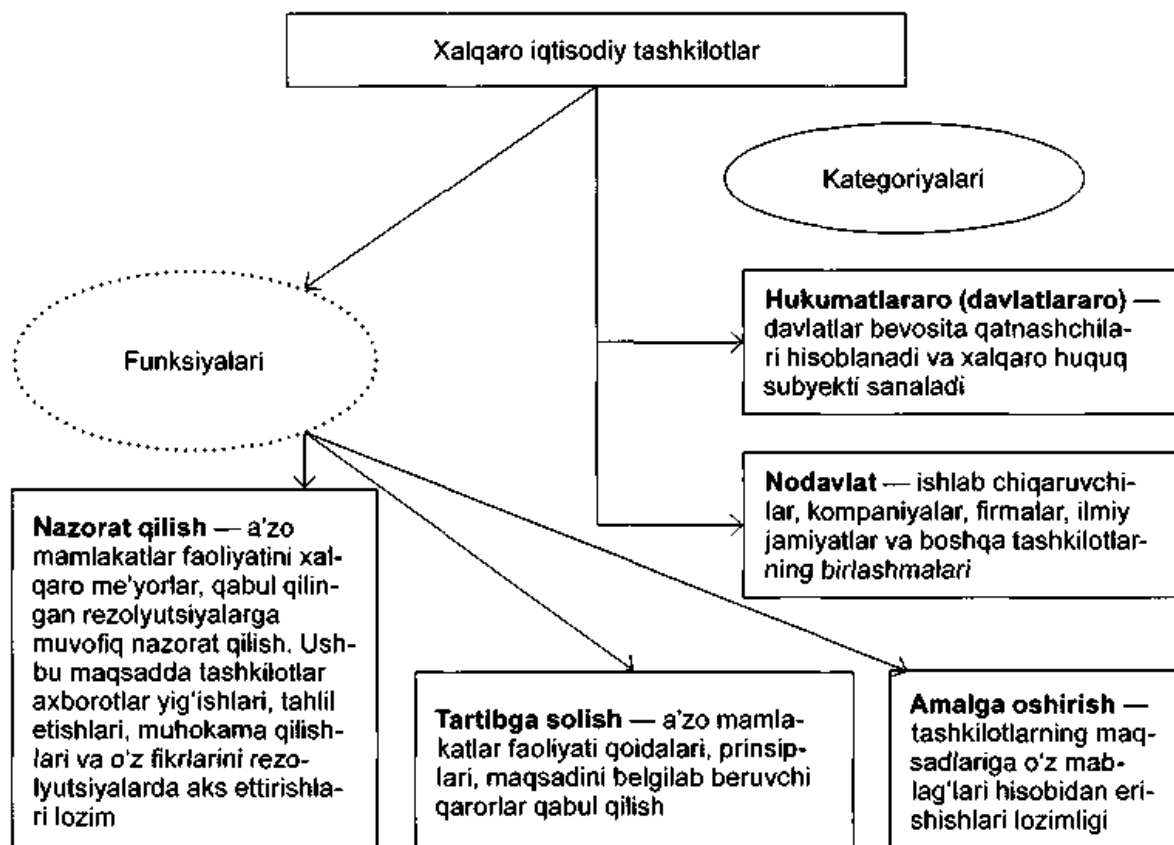 Xalqaro iqtisodiy tashkilotlar
Kategoriyalari
Hukumatlararo (davlatlararo) —
davlatlar bevosita qatnashchila-
ri hisoblanadi va xalqaro huquq
subyekti sanaladi
Nodavlat — ishlab chiqaruvchi-
lar, kompaniyalar, firmalar, ilmiy
jamiyatlar va boshqa tashkilotlar-
ning birlashmalari
Funksiyalari
Nazorat qilish — a'zo
mamlakatlar faoliyatini xal-
qaro me'yorlar, qabul qilin-
gan rezolyutsiyalarga
muvofiq nazorat qilish. Ush-
bu maqsadda tashkilotlar
axborotlar yig'ishlari, tahlil
etishlari, muhokama qilish-
lari va o'z fikrlarini rezo-
lyutsiyalarda aks ettirishla-
ri lozim
Tartibga solish — a'zo mamla-
katlar faoliyati qoidalari, prinsip-
lari, maqsadini belgilab beruvchi
qarorlar qabul qilish
Amalga oshirish —
tashkilotlarning maq-
sadlariga o'z mab-
lag'lari hisobidan eri-
shishlari lozimligi